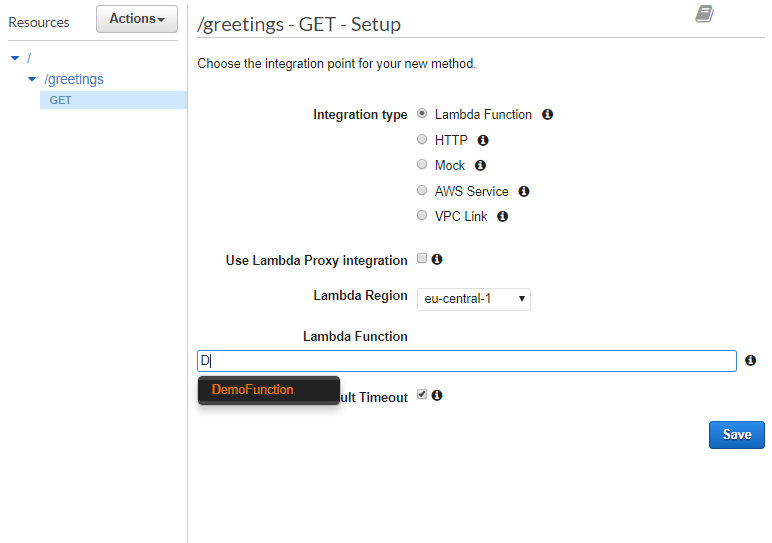 Resources
Actions
/
/greetings
GET
/greetings - GET - Setup
Choose the integration point for your new method.
Integration type
Lambda Function
HTTP
Mock
AWS Service
VPC Link
Use Lambda Proxy integration
Lambda Region
eu-central-1
Lambda Function
D
DemoFunction
ult Timeout
Save